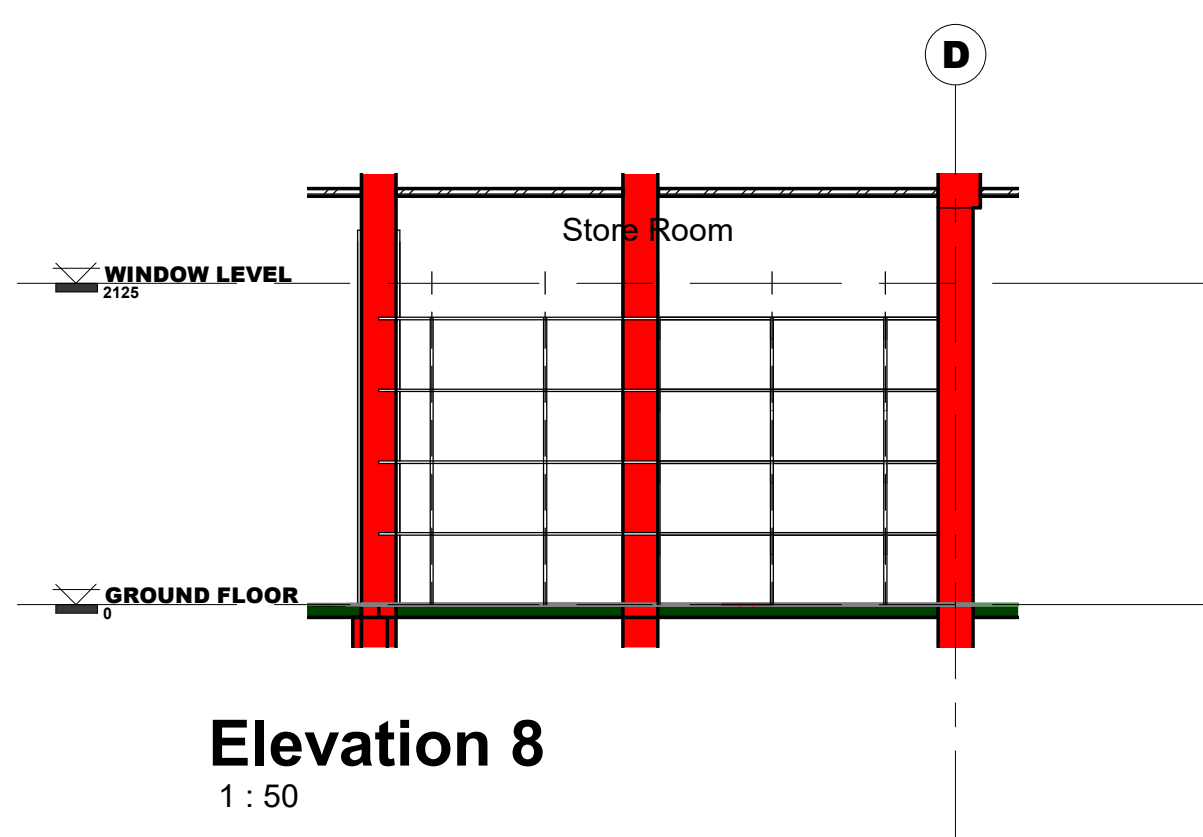 D
Store Room
WINDOW LEVEL
2125
GROUND FLOOR
0
Elevation 8
1 : 50